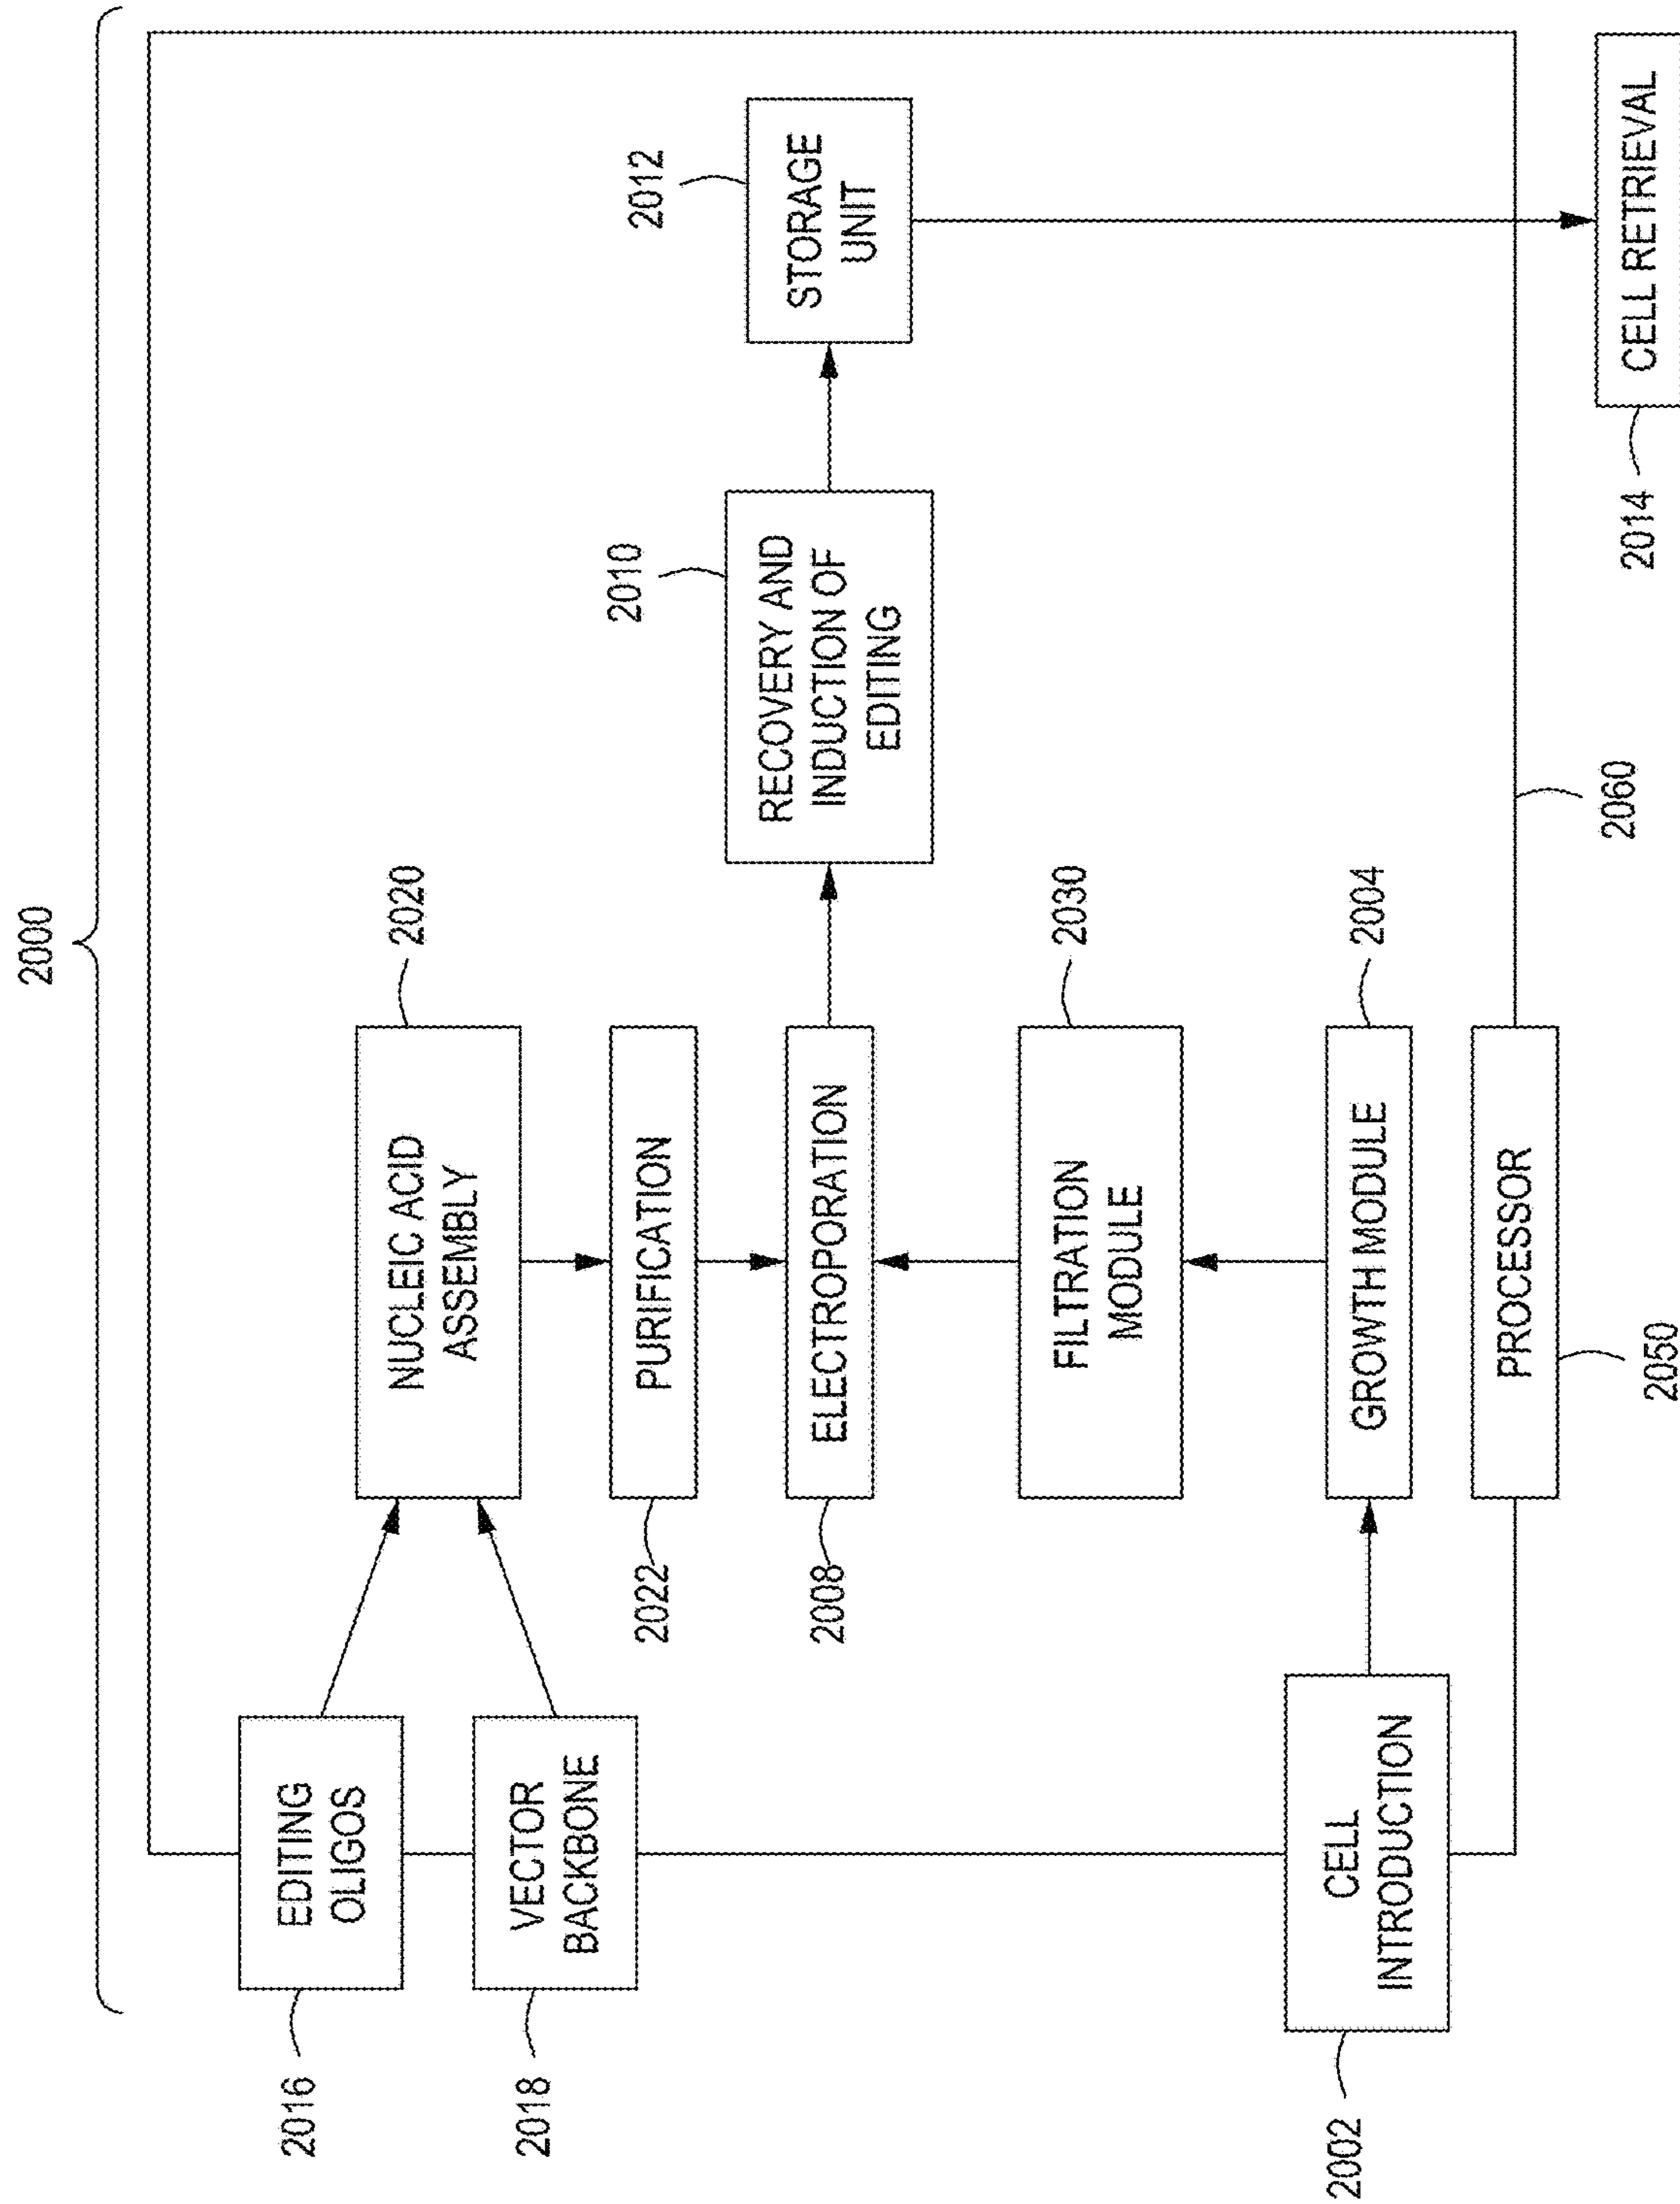 2000
2016
EDITING
OLIGOS
2018
VECTOR
BACKBONE
NUCLEIC ACID
ASSEMBLY
2020
2022
PURIFICATION
2008
ELECTROPORATION
RECOVERY AND
INDUCTION OF
EDITING
2010
STORAGE
UNIT
2012
FILTRATION
MODULE
2030
2002
CELL
INTRODUCTION
GROWTH MODULE
2004
PROCESSOR
2050
2060
2014
CELL RETRIEVAL